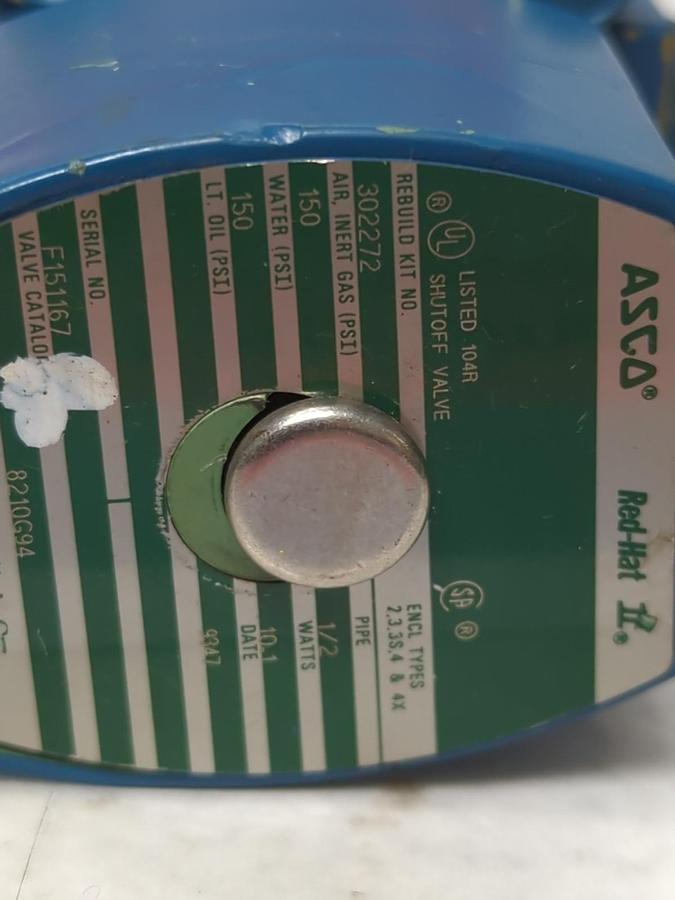 ASCO® Red-Hat II®
® UL LISTED 104R
SHUTOFF VALVE
SA ®
REBUILD KIT NO.
ENCL TYPES
2,3,3S,4 & 4X
302272
AIR, INERT GAS (PSI) PIPE
150 1/2
WATER (PSI) WATTS
150 10.1
LT. OIL (PSI) DATE
SERIAL NO.
F151167
VALVE
8210G94